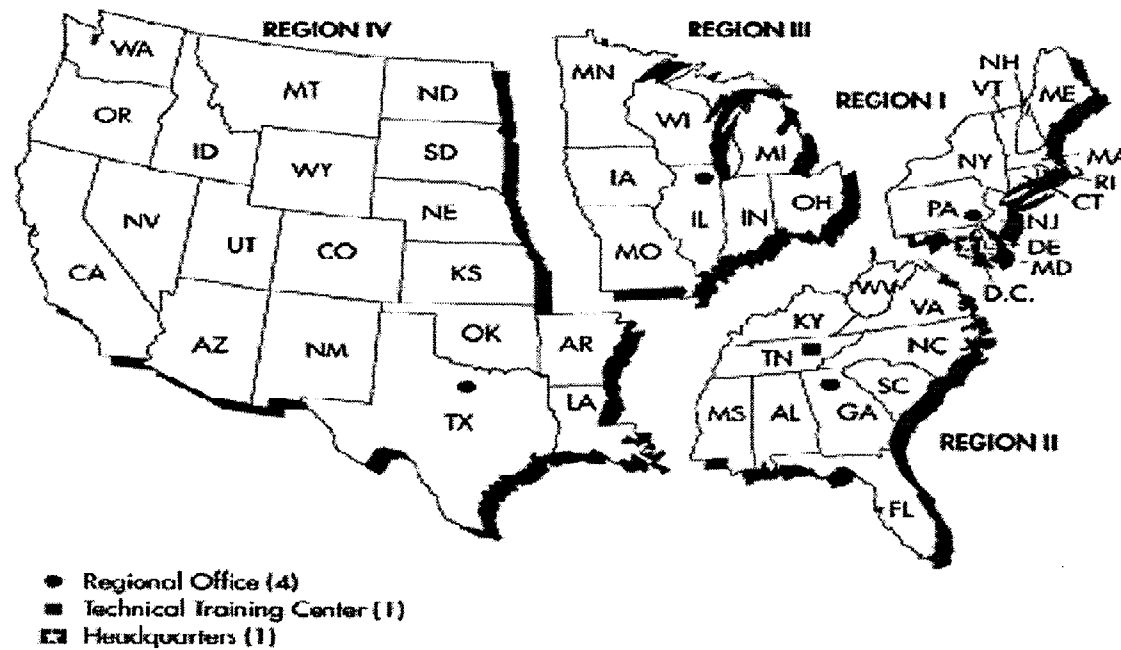 REGION IV
REGION III
REGION I
REGION II
WA
OR
ID
MT
ND
SD
WY
NE
NV
UT
CO
KS
CA
AZ
NM
OK
TX
AR
LA
MN
WI
MI
IA
IL
IN
OH
MO
NH
VT
ME
NY
MA
RI
CT
PA
NJ
DE
MD
D.C.
WV
VA
KY
TN
NC
SC
MS
AL
GA
FL
Regional Office (4)
Technical Training Center (1)
Headquarters (1)